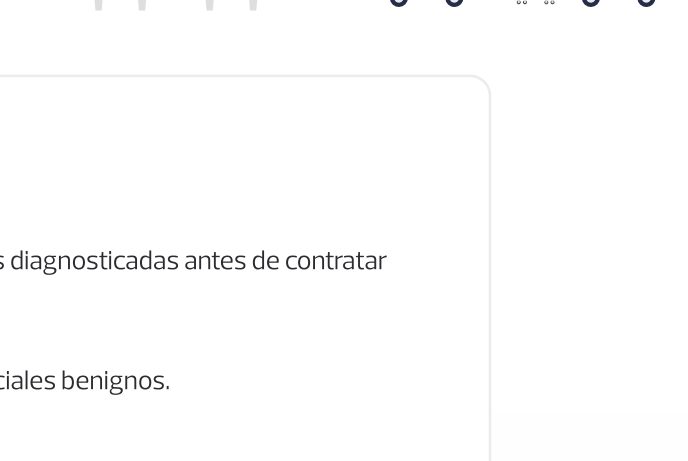 diagnosticadas antes de contratar
ciales benignos.